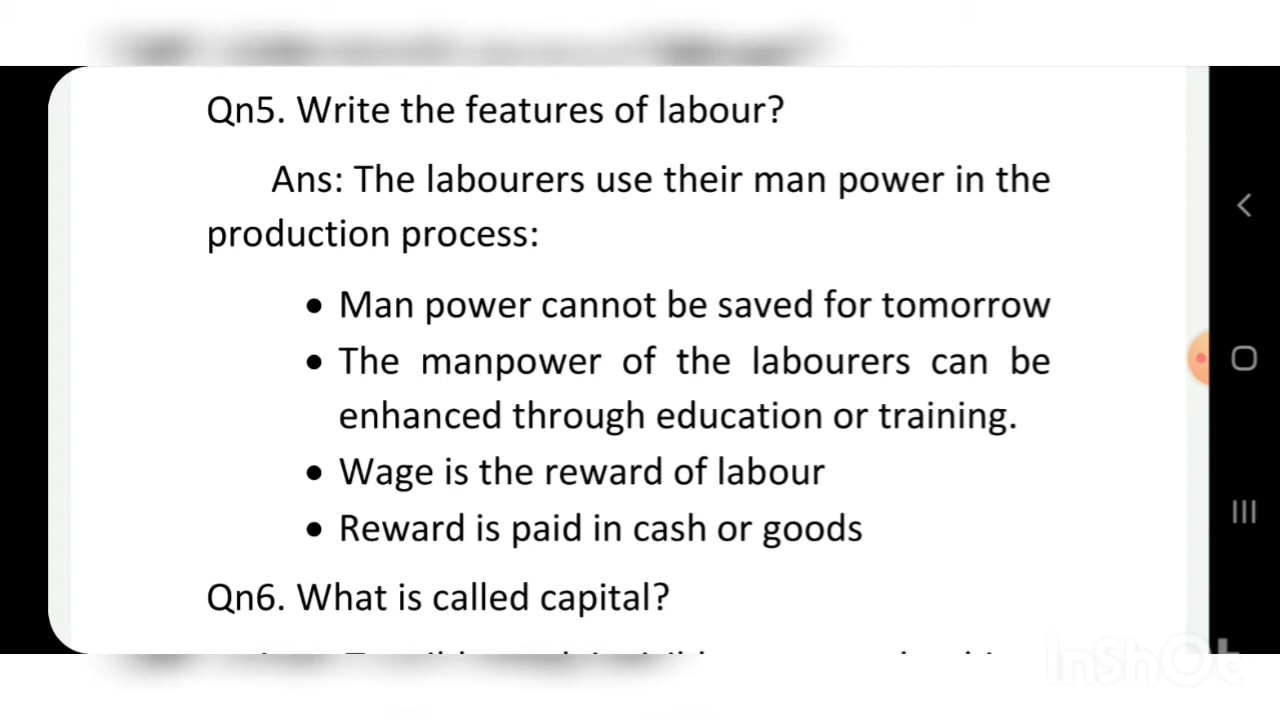 Qn5. Write the features of labour?
Ans: The labourers use their man power in the
production process:
• Man power cannot be saved for tomorrow
• The manpower of the labourers can be
enhanced through education or training.
• Wage is the reward of labour
• Reward is paid in cash or goods
Qn6. What is called capital?
InShOt